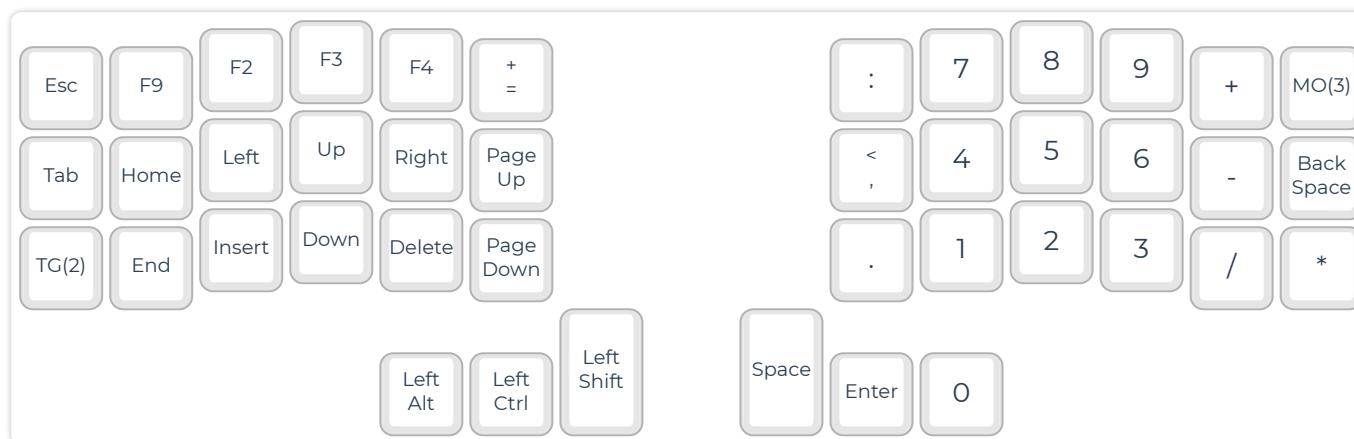 Esc
F9
F2
F3
F4
+
=
:
7
8
9
+
MO(3)
Tab
Home
Left
Up
Right
Page
Up
<
,
4
5
6
-
Back
Space
TG(2)
End
Insert
Down
Delete
Page
Down
.
1
2
3
/
*
Left
Alt
Left
Ctrl
Left
Shift
Space
Enter
0